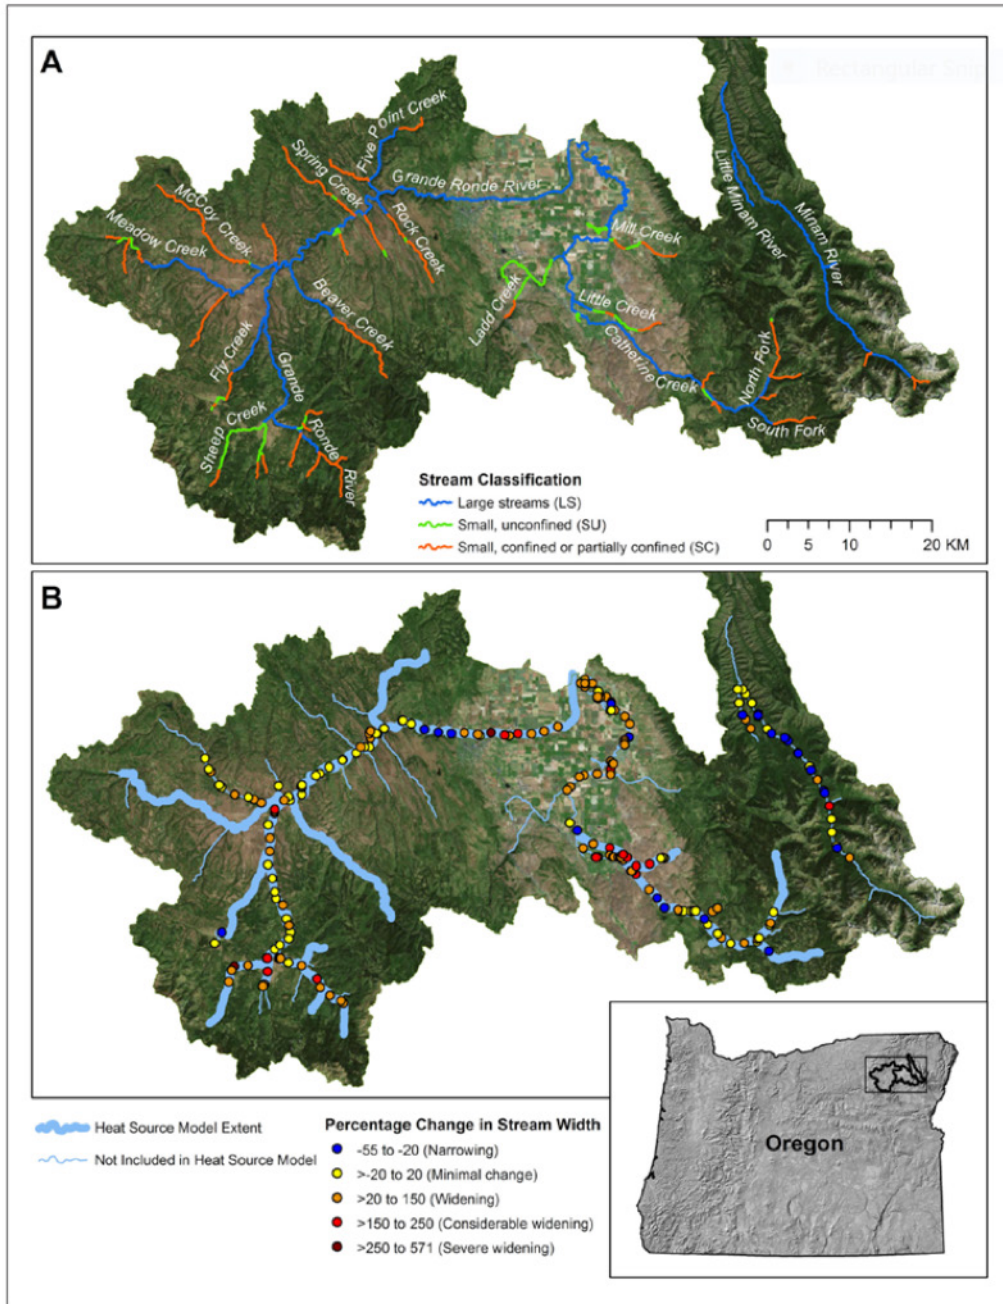 Rectangular Snip
A
Five Point Creek
Spring Creek
McCoy Creek
Meadow Creek
Grande Ronde River
Rock Creek
Mill Creek
Little Minam River
Minam River
Beaver Creek
Ladd Creek
Little Creek
Catherine Creek
Fly Creek
Grande
Ronde
River
Sheep Creek
North Fork
South Fork
Stream Classification
Large streams (LS)
Small, unconfined (SU)
Small, confined or partially confined (SC)
0 5 10 20 KM
B
Heat Source Model Extent
Not Included in Heat Source Model
Percentage Change in Stream Width
-55 to -20 (Narrowing)
>-20 to 20 (Minimal change)
>20 to 150 (Widening)
>150 to 250 (Considerable widening)
>250 to 571 (Severe widening)
Oregon